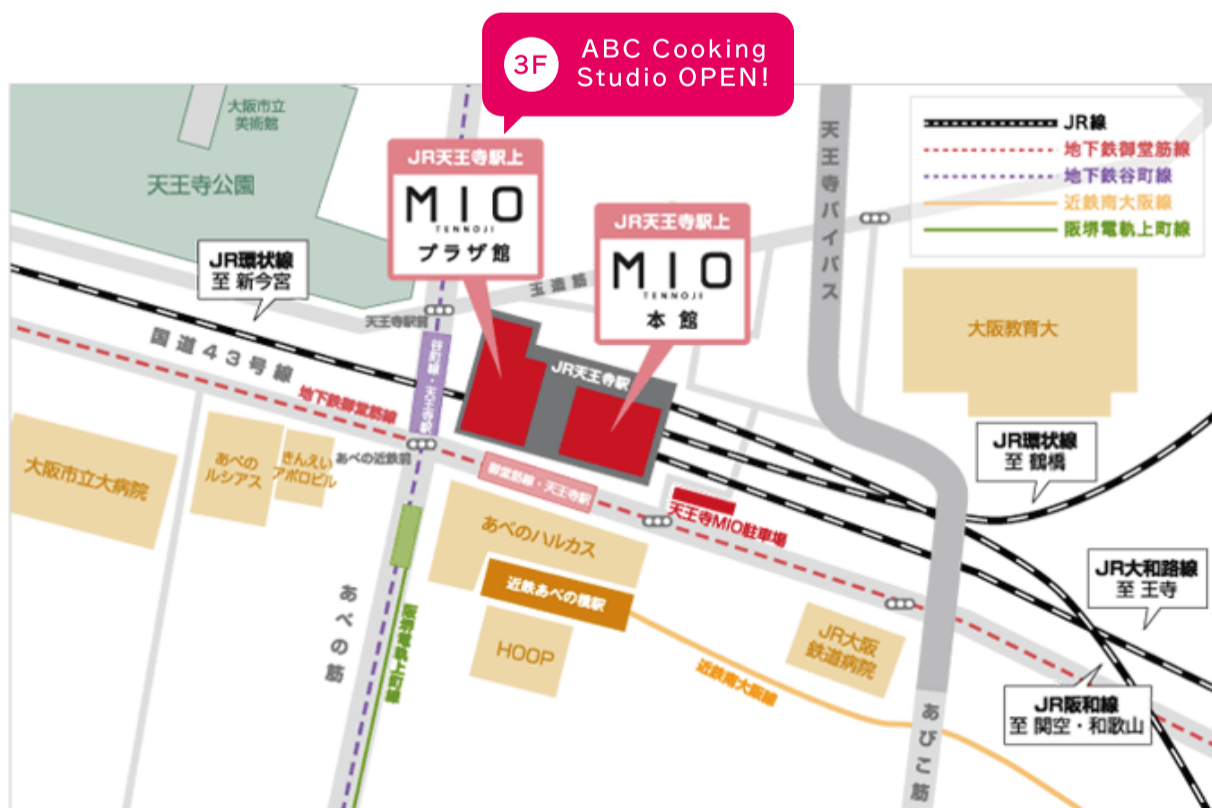 3F
ABC Cooking
Studio OPEN!
大阪市立
美術館
天王寺公園
JR天王寺駅上
MIO
TENNOJI
プラザ館
JR天王寺駅上
MIO
TENNOJI
本館
天王寺バイパス
JR線
地下鉄御堂筋線
地下鉄谷町線
近鉄南大阪線
阪堺電軌上町線
JR環状線
至 新今宮
玉造筋
天王寺駅前
国道43号線
地下鉄御堂筋線
谷町線・天王寺駅
JR天王寺駅
大阪教育大
JR環状線
至 鶴橋
大阪市立大病院
あべの
ルシアス
きんえい
アポロビル
あべの近鉄前
御堂筋線・天王寺駅
天王寺MIO駐車場
あべのハルカス
近鉄あべの橋駅
HOOP
あべの筋
阪堺電軌上町線
近鉄南大阪線
JR大阪
鉄道病院
JR大和路線
至 王寺
JR阪和線
至 関空・和歌山
あびこ筋